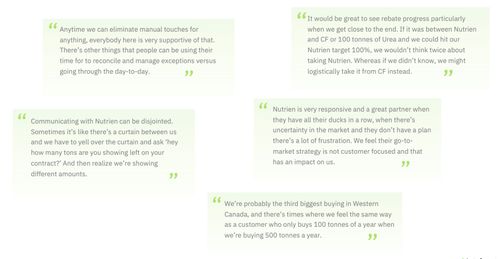 “Anytime we can eliminate manual touches for
anything, everybody here is very supportive of that.
There’s other things that people can be using their
time for to reconcile and manage exceptions versus
going through the day-to-day.”
“It would be great to see rebate progress particularly
when we get close to the end. If it was between Nutrien
and CF or 100 tonnes of Urea and we could hit our
Nutrien target 100%, we wouldn’t think twice about
taking Nutrien. Whereas if we didn’t know, we might
logistically take it from CF instead.”
“Communicating with Nutrien can be disjointed.
Sometimes it’s like there’s a curtain between us
and we have to yell over the curtain and ask ‘hey
how many tons are you showing left on your
contract?’ And then realize we’re showing
different amounts.”
“Nutrien is very responsive and a great partner when
they have all their ducks in a row, when there’s
uncertainty in the market and they don’t have a plan
there’s a lot of frustration. We feel their go-to-
market strategy is not customer focused and that
has an impact on us.”
“We’re probably the third biggest buying in Western
Canada, and there’s times where we feel the same way
as a customer who only buys 100 tonnes of a year when
we’re buying 500 tonnes a year.”